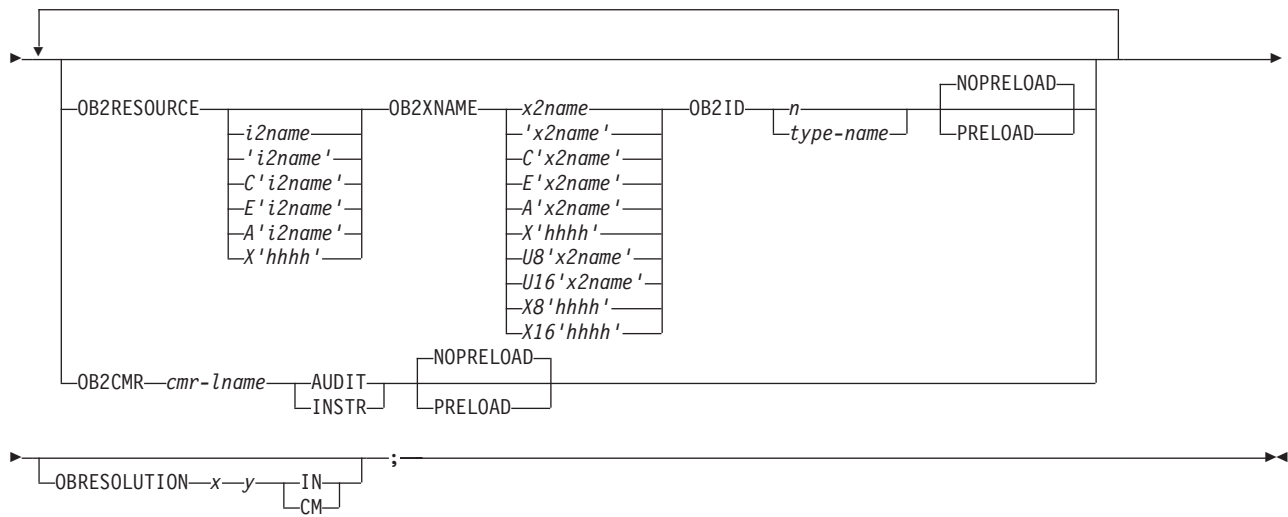 NOPRELOAD
OB2RESOURCE OB2XNAME x2name OB2ID n
i2name 'x2name' type-name PRELOAD
'i2name' C'x2name'
C'i2name' E'x2name'
E'i2name' A'x2name'
A'i2name' X'hhhh'
X'hhhh' U8'x2name'
U16'x2name'
X8'hhhh'
X16'hhhh'
NOPRELOAD
OB2CMR cmr-lname AUDIT
INSTR PRELOAD
;
OBRESOLUTION x y IN
CM